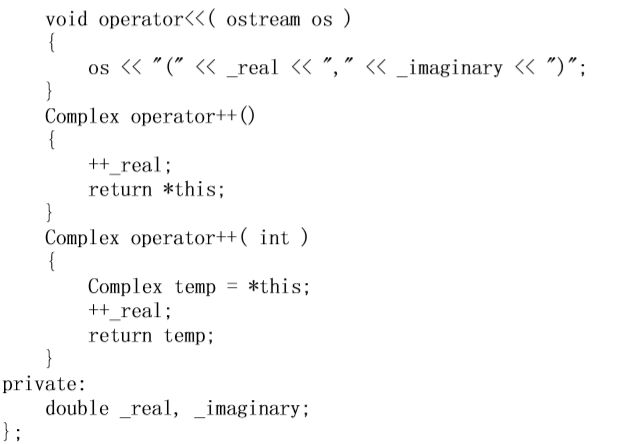 void operator<<( ostream os )
{
os << "(" << _real << "," << _imaginary << ")";
}
Complex operator++()
{
++_real;
return *this;
}
Complex operator++( int )
{
Complex temp = *this;
++_real;
return temp;
}
private:
double _real, _imaginary;
};